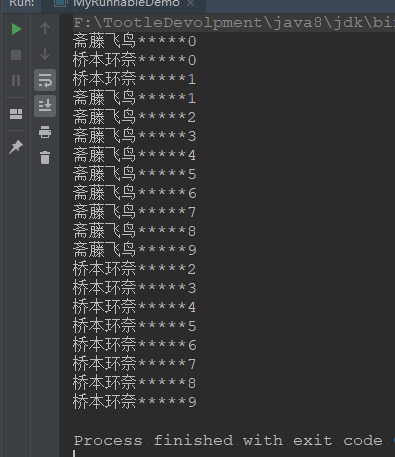 Run: MyRunnableDemo
F:\TootleDevolpment\java8\jdk\bi
斋藤飞鸟*****0
桥本环奈*****0
桥本环奈*****1
斋藤飞鸟*****1
斋藤飞鸟*****2
斋藤飞鸟*****3
斋藤飞鸟*****4
斋藤飞鸟*****5
斋藤飞鸟*****6
斋藤飞鸟*****7
斋藤飞鸟*****8
斋藤飞鸟*****9
桥本环奈*****2
桥本环奈*****3
桥本环奈*****4
桥本环奈*****5
桥本环奈*****6
桥本环奈*****7
桥本环奈*****8
桥本环奈*****9
Process finished with exit code